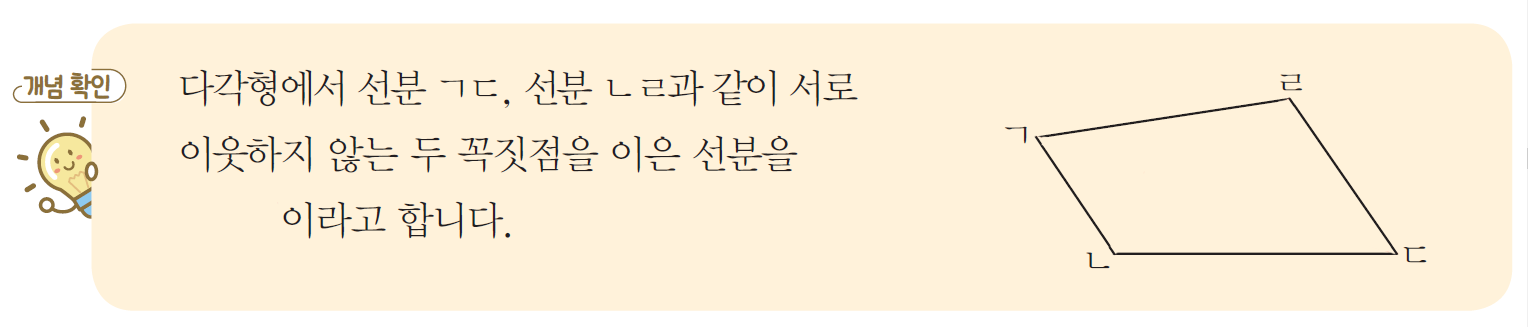 개념 확인
다각형에서 선분 ㄱㄷ, 선분 ㄴㄹ과 같이 서로
이웃하지 않는 두 꼭짓점을 이은 선분을
이라고 합니다.
ㄹ
ㄱ
ㄴ
ㄷ